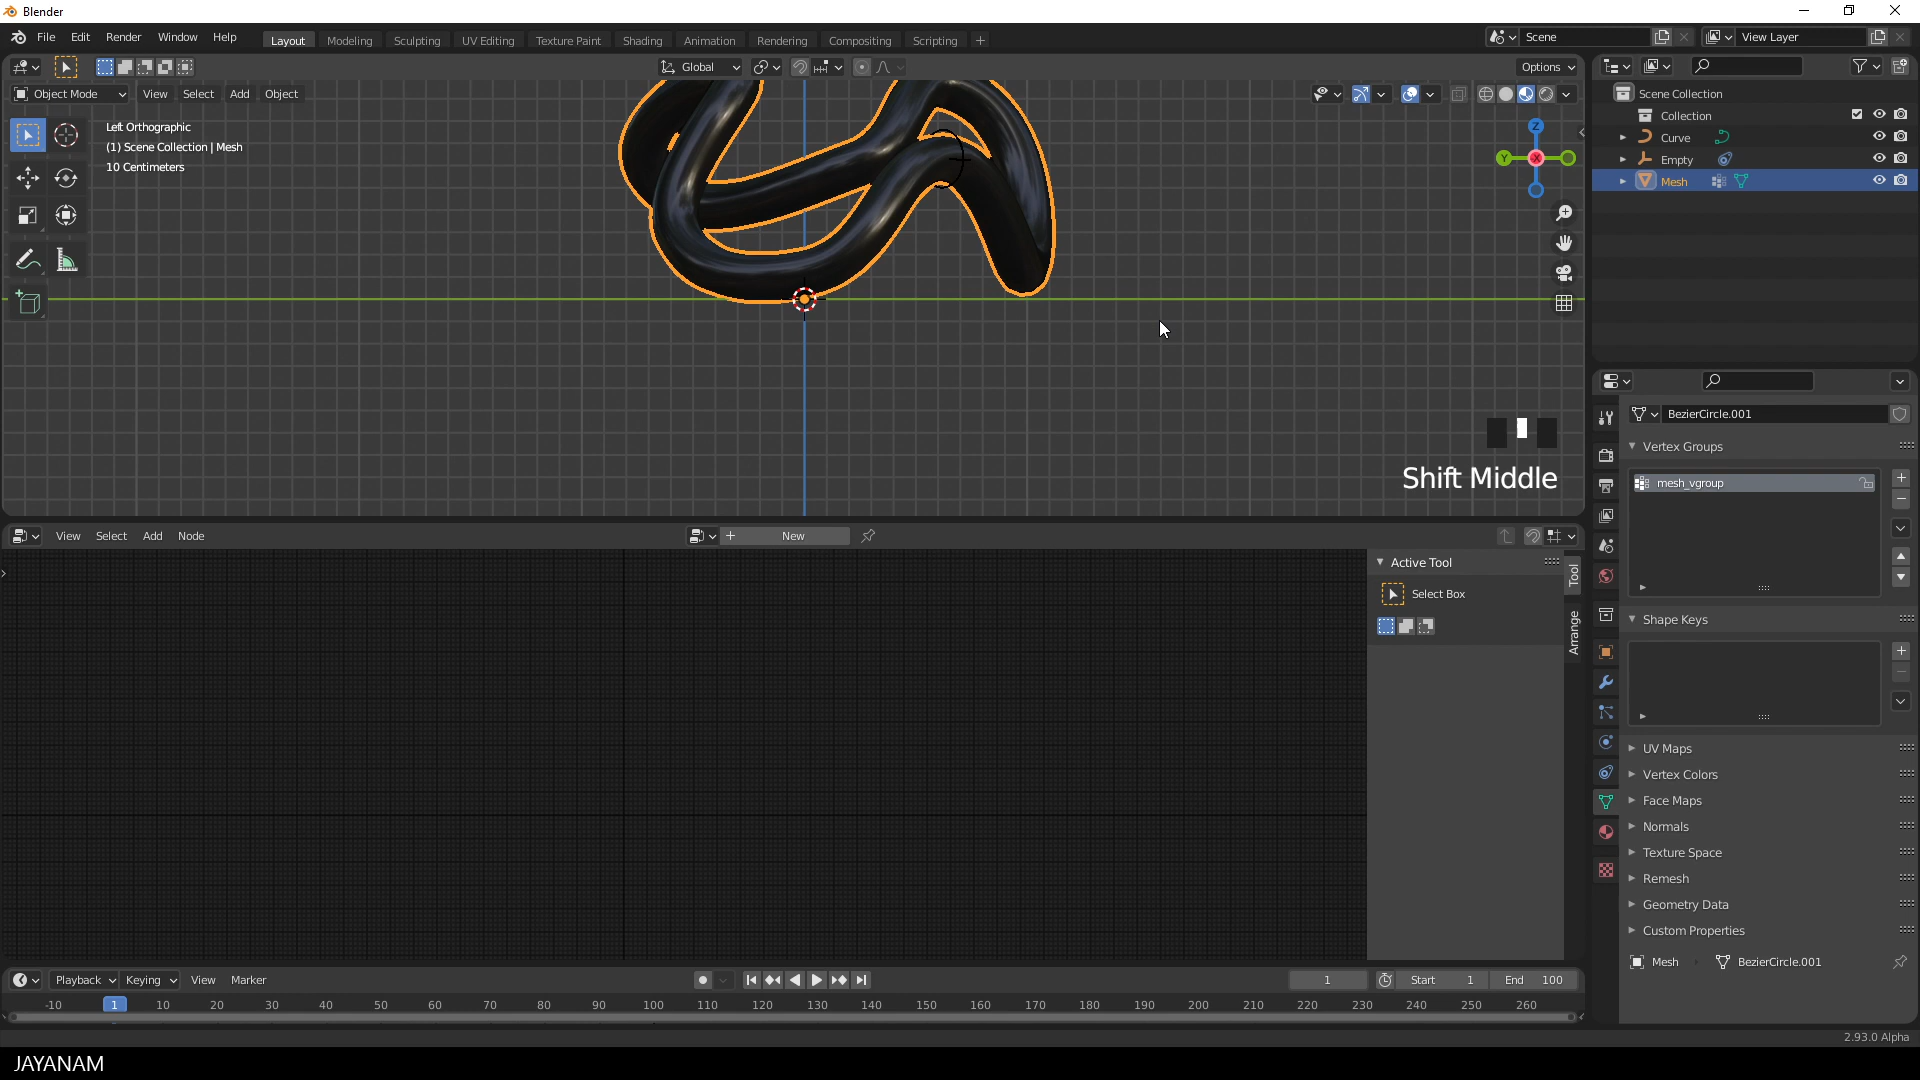 Blender
File Edit Render Window Help
Layout Modeling Sculpting UV Editing Texture Paint Shading Animation Rendering Compositing Scripting
Scene
View Layer
Global
Options
Object Mode View Select Add Object
Left Orthographic
(1) Scene Collection | Mesh
10 Centimeters
Z
Y
X
Shift Middle
Scene Collection
Collection
Curve
Empty
Mesh
BezierCircle.001
Vertex Groups
mesh_vgroup
Shape Keys
UV Maps
Vertex Colors
Face Maps
Normals
Texture Space
Remesh
Geometry Data
Custom Properties
Mesh BezierCircle.001
View Select Add Node
New
Active Tool
Select Box
Tool
Arrange
Playback Keying View Marker
1
Start 1
End 100
-10 1 10 20 30 40 50 60 70 80 90 100 110 120 130 140 150 160 170 180 190 200 210 220 230 240 250 260
2.93.0 Alpha
JAYANAM